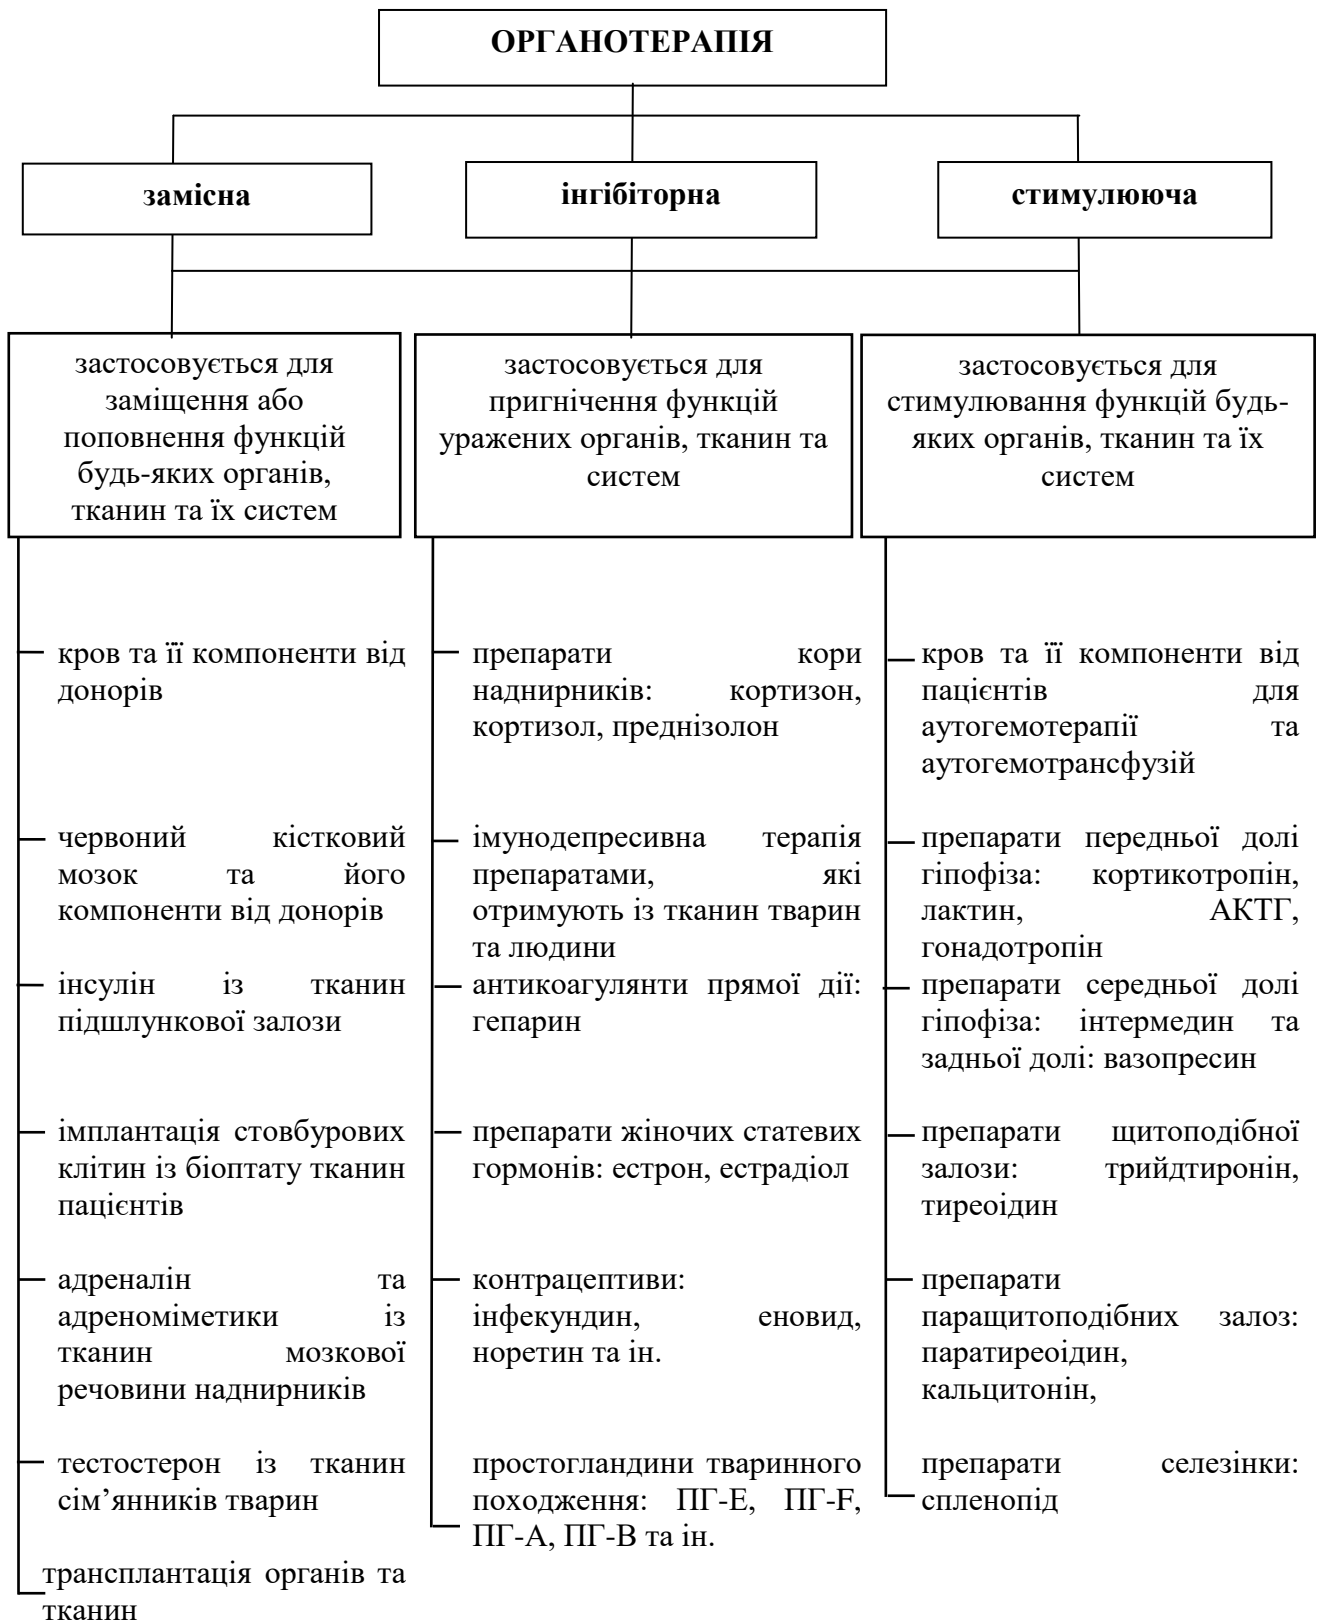 ОРГАНОТЕРАПІЯ
замісна
інгібіторна
стимулююча
застосовується для
заміщення або
поповнення функцій
будь-яких органів,
тканин та їх систем
застосовується для
пригнічення функцій
уражених органів, тканин та
систем
застосовується для
стимулювання функцій будь-
яких органів, тканин та їх
систем
кров та її компоненти від
донорів
червоний кістковий
мозок та його
компоненти від донорів
інсулін із тканин
підшлункової залози
імплантація стовбурових
клітин із біоптату тканин
пацієнтів
адреналін та
адреноміметики із
тканин мозкової
речовини наднирників
тестостерон із тканин
сім’янників тварин
трансплантація органів та
тканин
препарати кори
наднирників: кортизон,
кортизол, преднізолон
імунодепресивна терапія
препаратами, які
отримують із тканин тварин
та людини
антикоагулянти прямої дії:
гепарин
препарати жіночих статевих
гормонів: естрон, естрадіол
контрацептиви:
інфекундин, еновид,
норетин та ін.
простогландини тваринного
походження: ПГ-Е, ПГ-F,
ПГ-А, ПГ-В та ін.
кров та її компоненти від
пацієнтів для
аутогемотерапії та
аутогемотрансфузій
препарати передньої долі
гіпофіза: кортикотропін,
лактин, АКТГ,
гонадотропін
препарати середньої долі
гіпофіза: інтермедин та
задньої долі: вазопресин
препарати щитоподібної
залози: трийдтиронін,
тиреоідин
препарати
паращитоподібних залоз:
паратиреоідин,
кальцитонін,
препарати селезінки:
спленопід